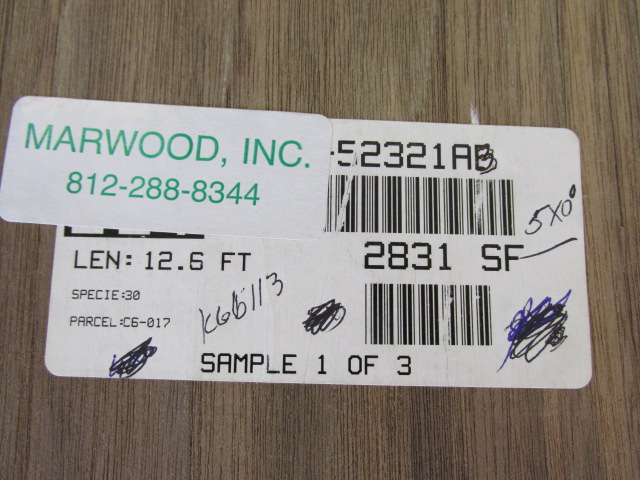 MARWOOD, INC.
812-288-8344
-52321AB
5X0°
LEN: 12.6 FT
2831 SF
SPECIE:30
PARCEL:C6-017
SAMPLE 1 OF 3